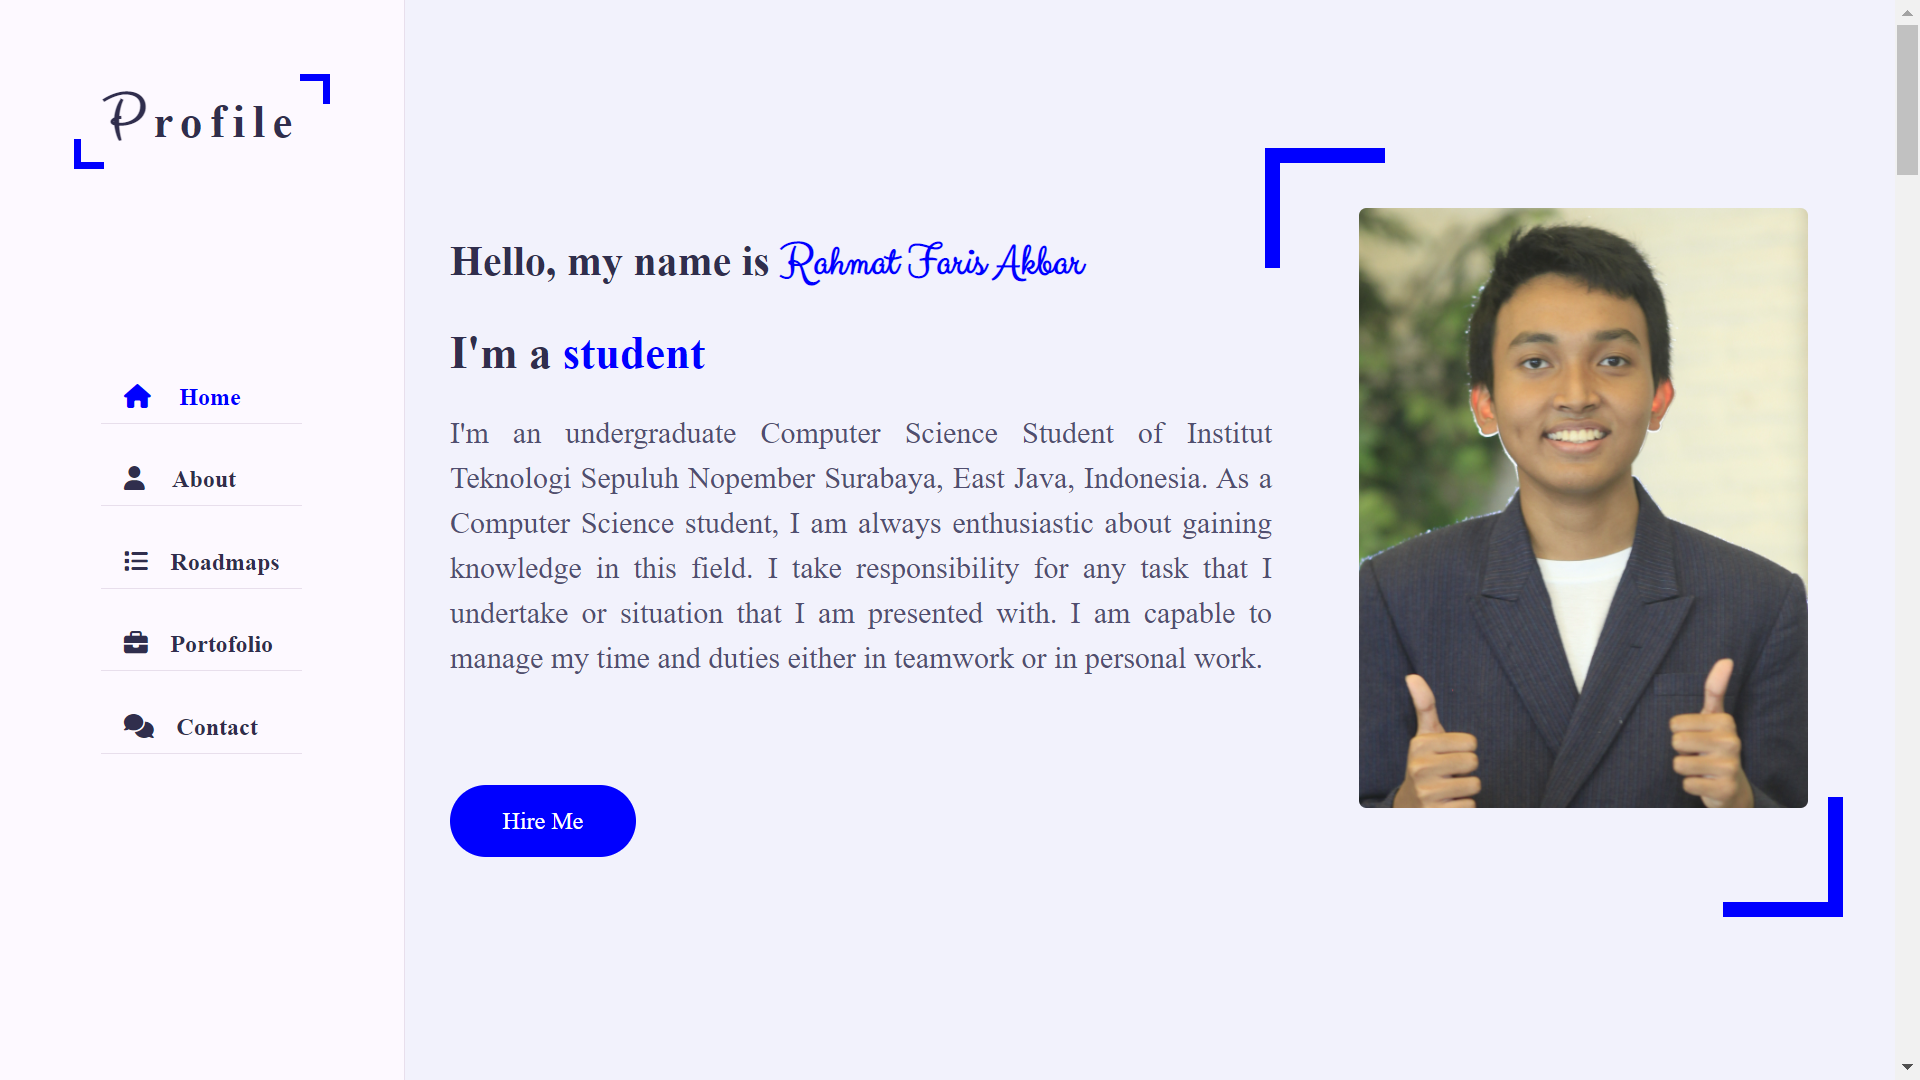 Profile
Home
About
Roadmaps
Portofolio
Contact
Hello, my name is Rahmat Faris Akbar
I'm a student
I'm an undergraduate Computer Science Student of Institut
Teknologi Sepuluh Nopember Surabaya, East Java, Indonesia. As a
Computer Science student, I am always enthusiastic about gaining
knowledge in this field. I take responsibility for any task that I
undertake or situation that I am presented with. I am capable to
manage my time and duties either in teamwork or in personal work.
Hire Me